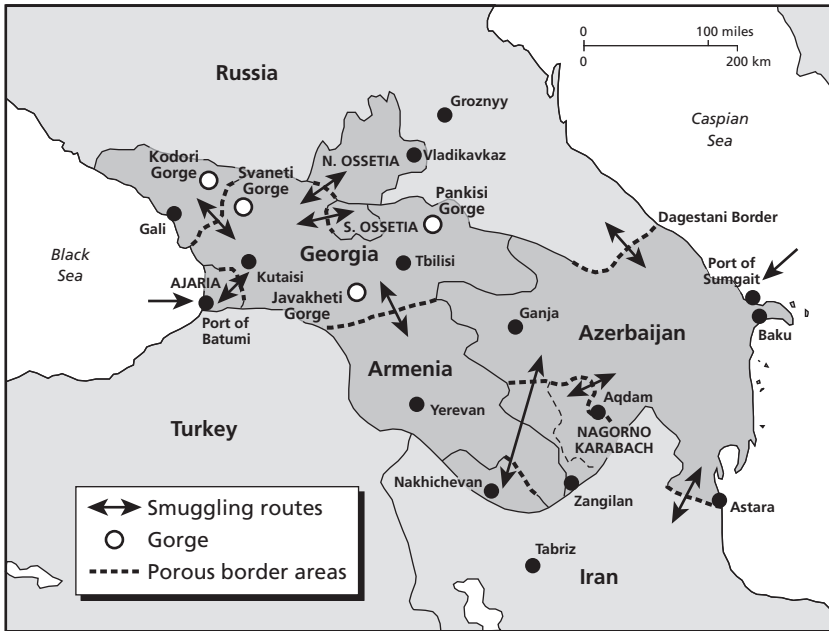 0 100 miles
0 200 km
Russia
Groznyy
Caspian
Sea
Kodori
Gorge
Svaneti
Gorge
N. OSSETIA
Vladikavkaz
Pankisi
Gorge
Gali
S. OSSETIA
Dagestani Border
Black
Sea
Georgia
Port of
Sumgait
AJARIA
Kutaisi
Tbilisi
Javakheti
Gorge
Port of
Batumi
Ganja
Azerbaijan
Baku
Armenia
Aqdam
Yerevan
Turkey
NAGORNO
KARABACH
Nakhichevan
Zangilan
Astara
Smuggling routes
Gorge
Porous border areas
Tabriz
Iran